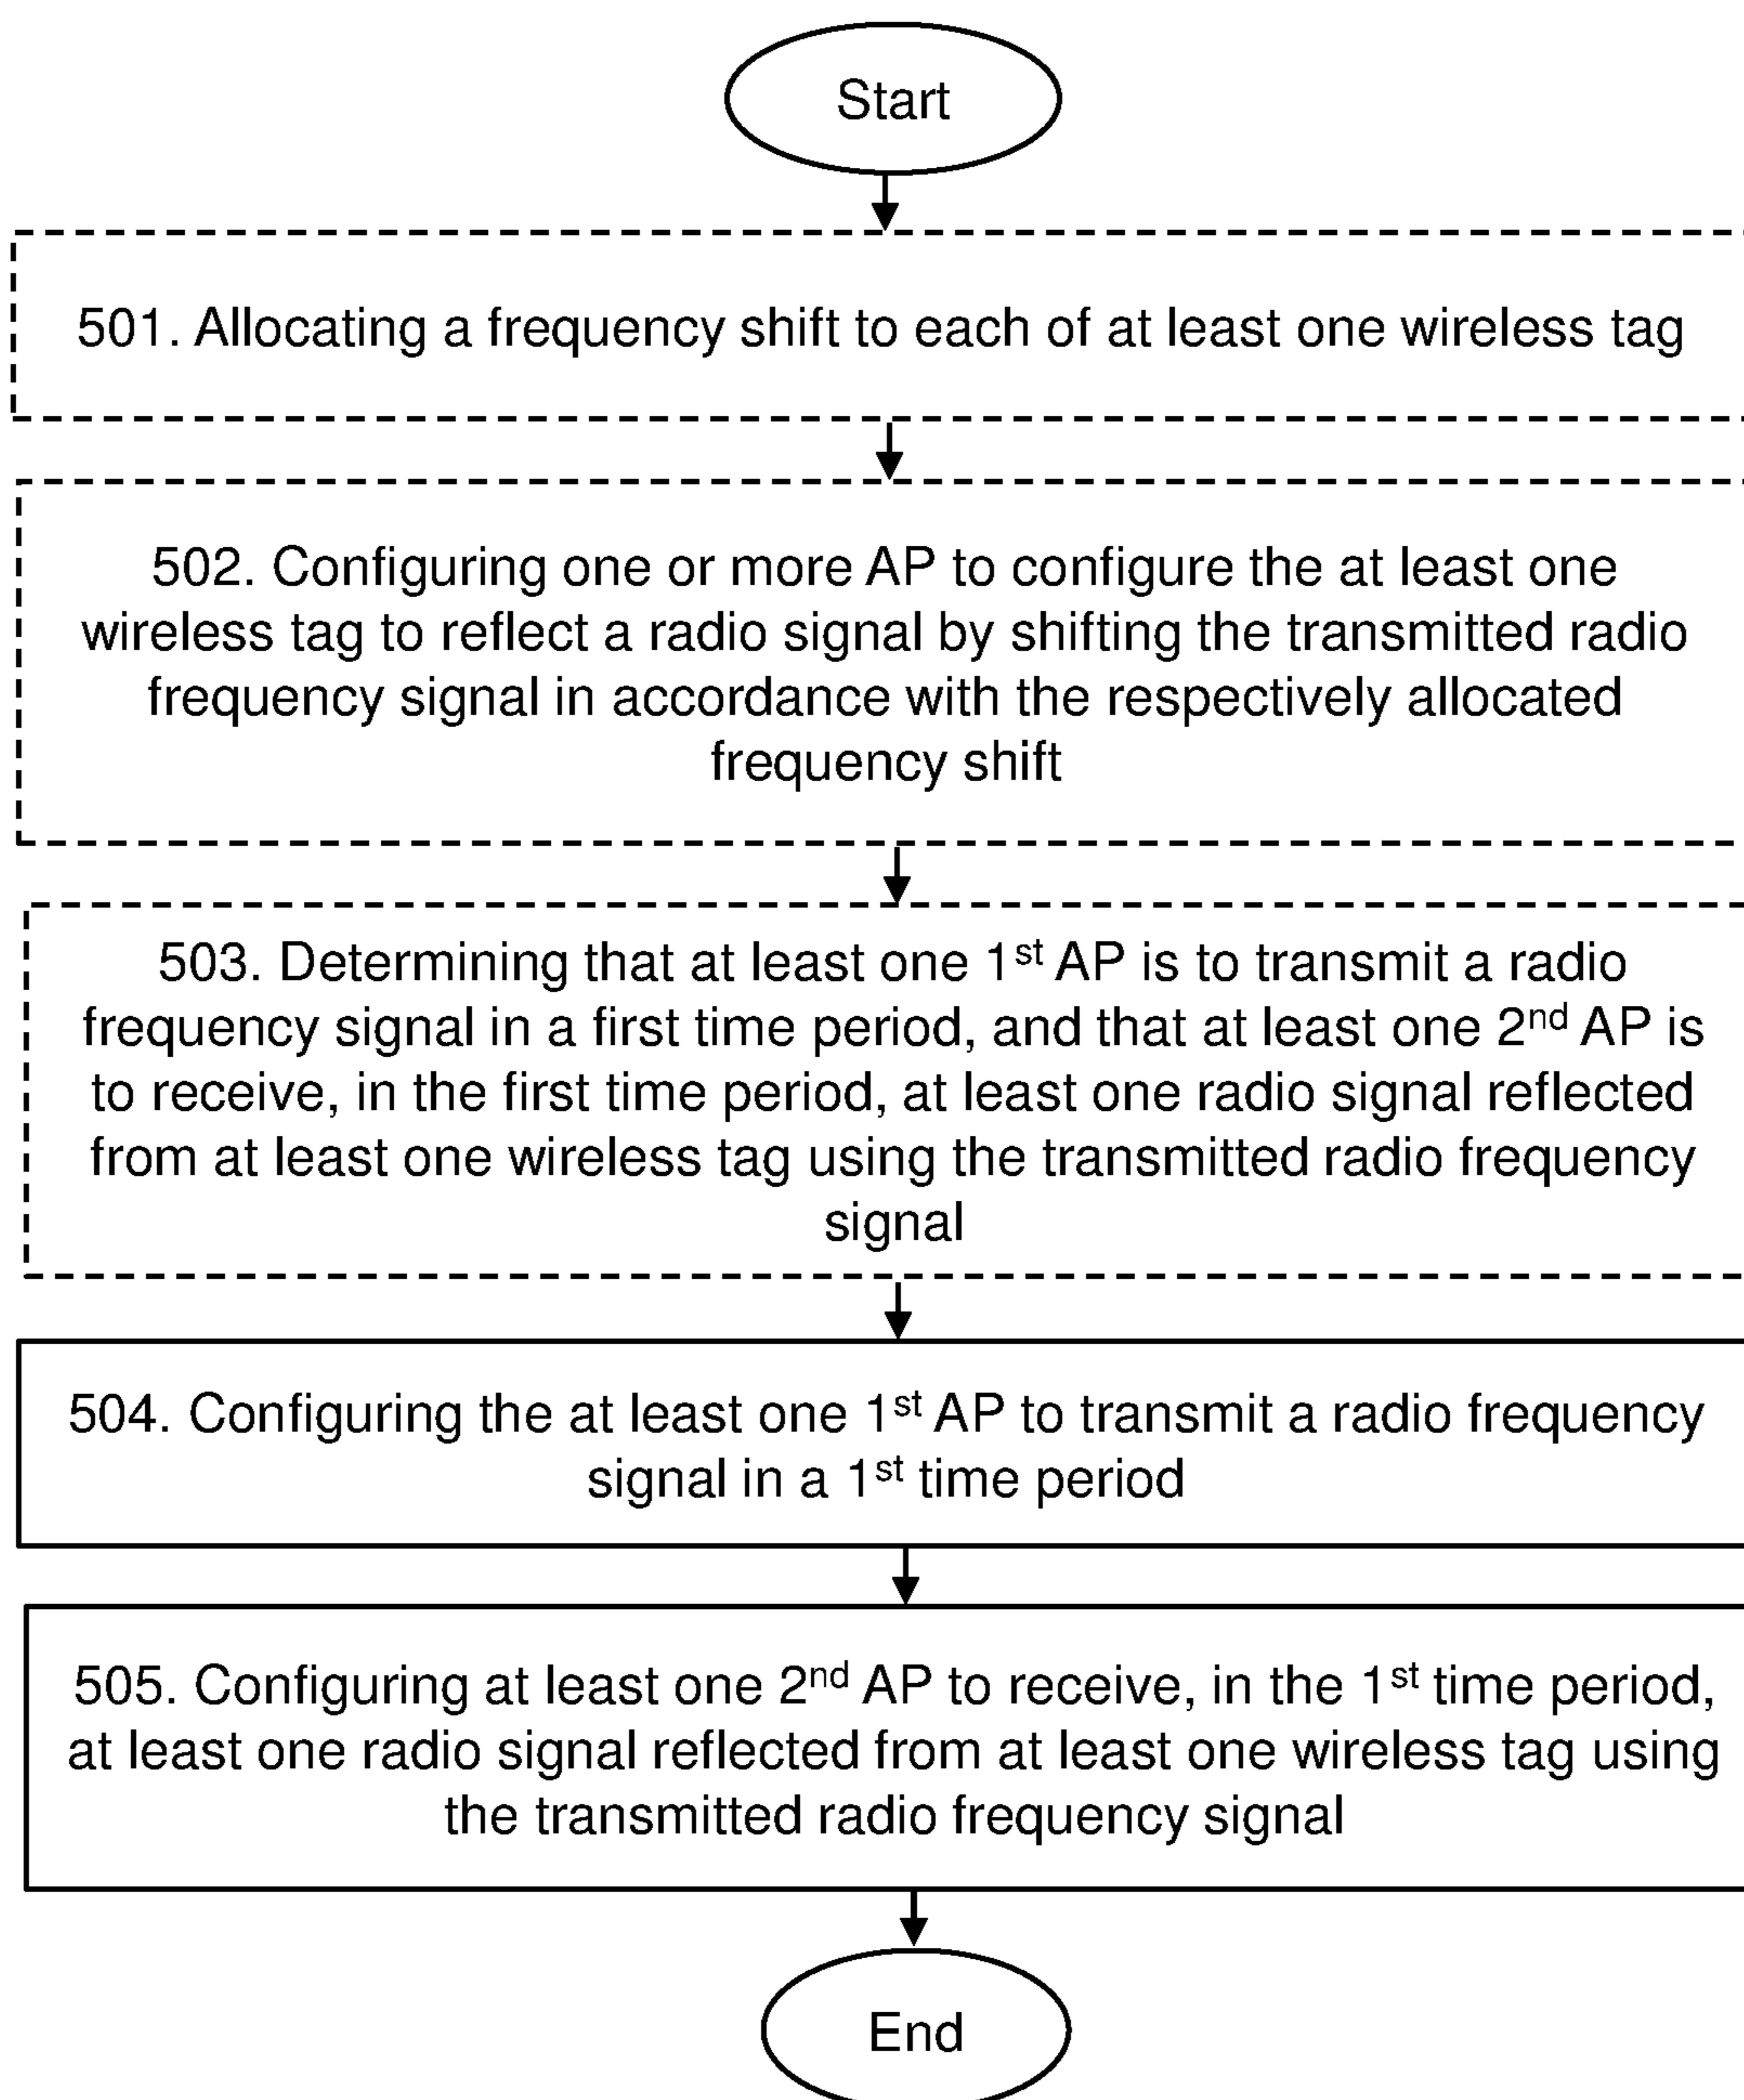 Start
501. Allocating a frequency shift to each of at least one wireless tag
502. Configuring one or more AP to configure the at least one
wireless tag to reflect a radio signal by shifting the transmitted radio
frequency signal in accordance with the respectively allocated
frequency shift
503. Determining that at least one 1st AP is to transmit a radio
frequency signal in a first time period, and that at least one 2nd AP is
to receive, in the first time period, at least one radio signal reflected
from at least one wireless tag using the transmitted radio frequency
signal
504. Configuring the at least one 1st AP to transmit a radio frequency
signal in a 1st time period
505. Configuring at least one 2nd AP to receive, in the 1st time period,
at least one radio signal reflected from at least one wireless tag using
the transmitted radio frequency signal
End